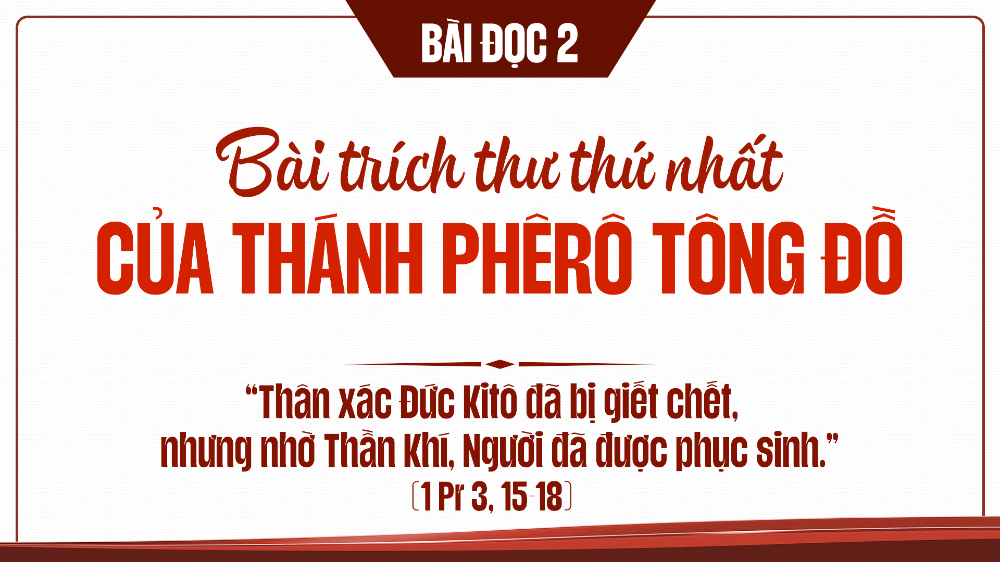 BÀI ĐỌC 2
Bài trích thư thứ nhất
CỦA THÁNH PHÊRÔ TÔNG ĐỒ
“Thân xác Đức Kitô đã bị giết chết,
nhưng nhờ Thần Khí, Người đã được phục sinh.”
(1 Pr 3, 15-18)